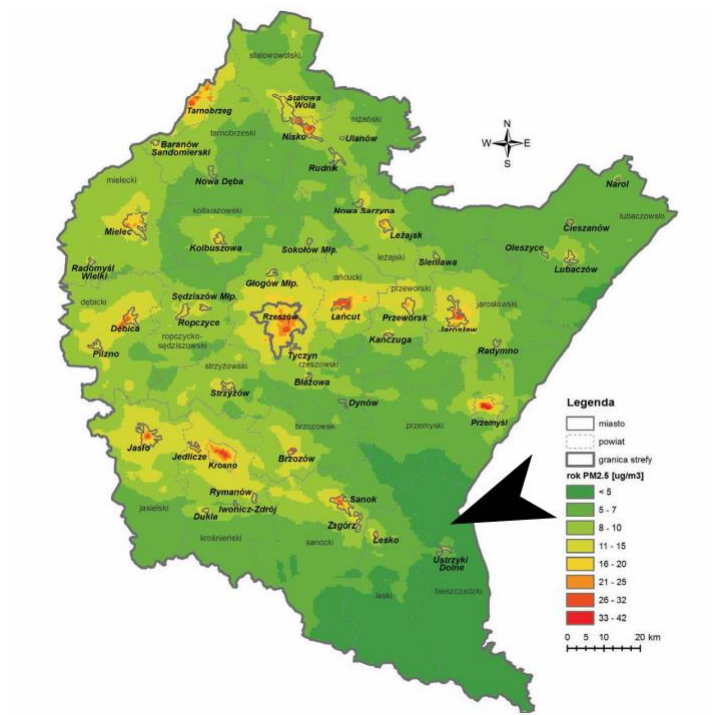 stalowowolski
Stalowa
Wola
Tarnobrzeg
niżański
tarnobrzeski
Nisko
Ulanów
Baranów
Sandomierski
Rudnik
N
W E
S
mielecki
Nowa Dęba
Narol
kolbuszowski
Nowa Sarzyna
Cieszanów
lubaczowski
Mielec
Kolbuszowa
Leżajsk
Sokołów Młp.
Oleszyce
leżajski
Sieniawa
Lubaczów
Radomyśl
Wielki
Głogów Młp.
łańcucki
przeworski
dębicki
Sędziszów Młp.
jarosławski
Dębica
Ropczyce
Rzeszów
Łańcut
Przeworsk
Jarosław
ropczycko-
sędziszowski
Kańczuga
Pilzno
Tyczyn
Radymno
rzeszowski
strzyżowski
Błażowa
Strzyżów
Dynów
Przemyśl
brzozowski
przemyski
Jasło
Jedlicze
Krosno
Brzozów
Rymanów
Iwonicz-Zdrój
Sanok
jasielski
Dukla
Zagórz
Lesko
krośnieński
sanocki
Ustrzyki
Dolne
leski
bieszczadzki
Legenda
miasto
powiat
granica strefy
rok PM2.5 [ug/m3]
< 5
5 - 7
8 - 10
11 - 15
16 - 20
21 - 25
26 - 32
33 - 42
0 5 10 20 km